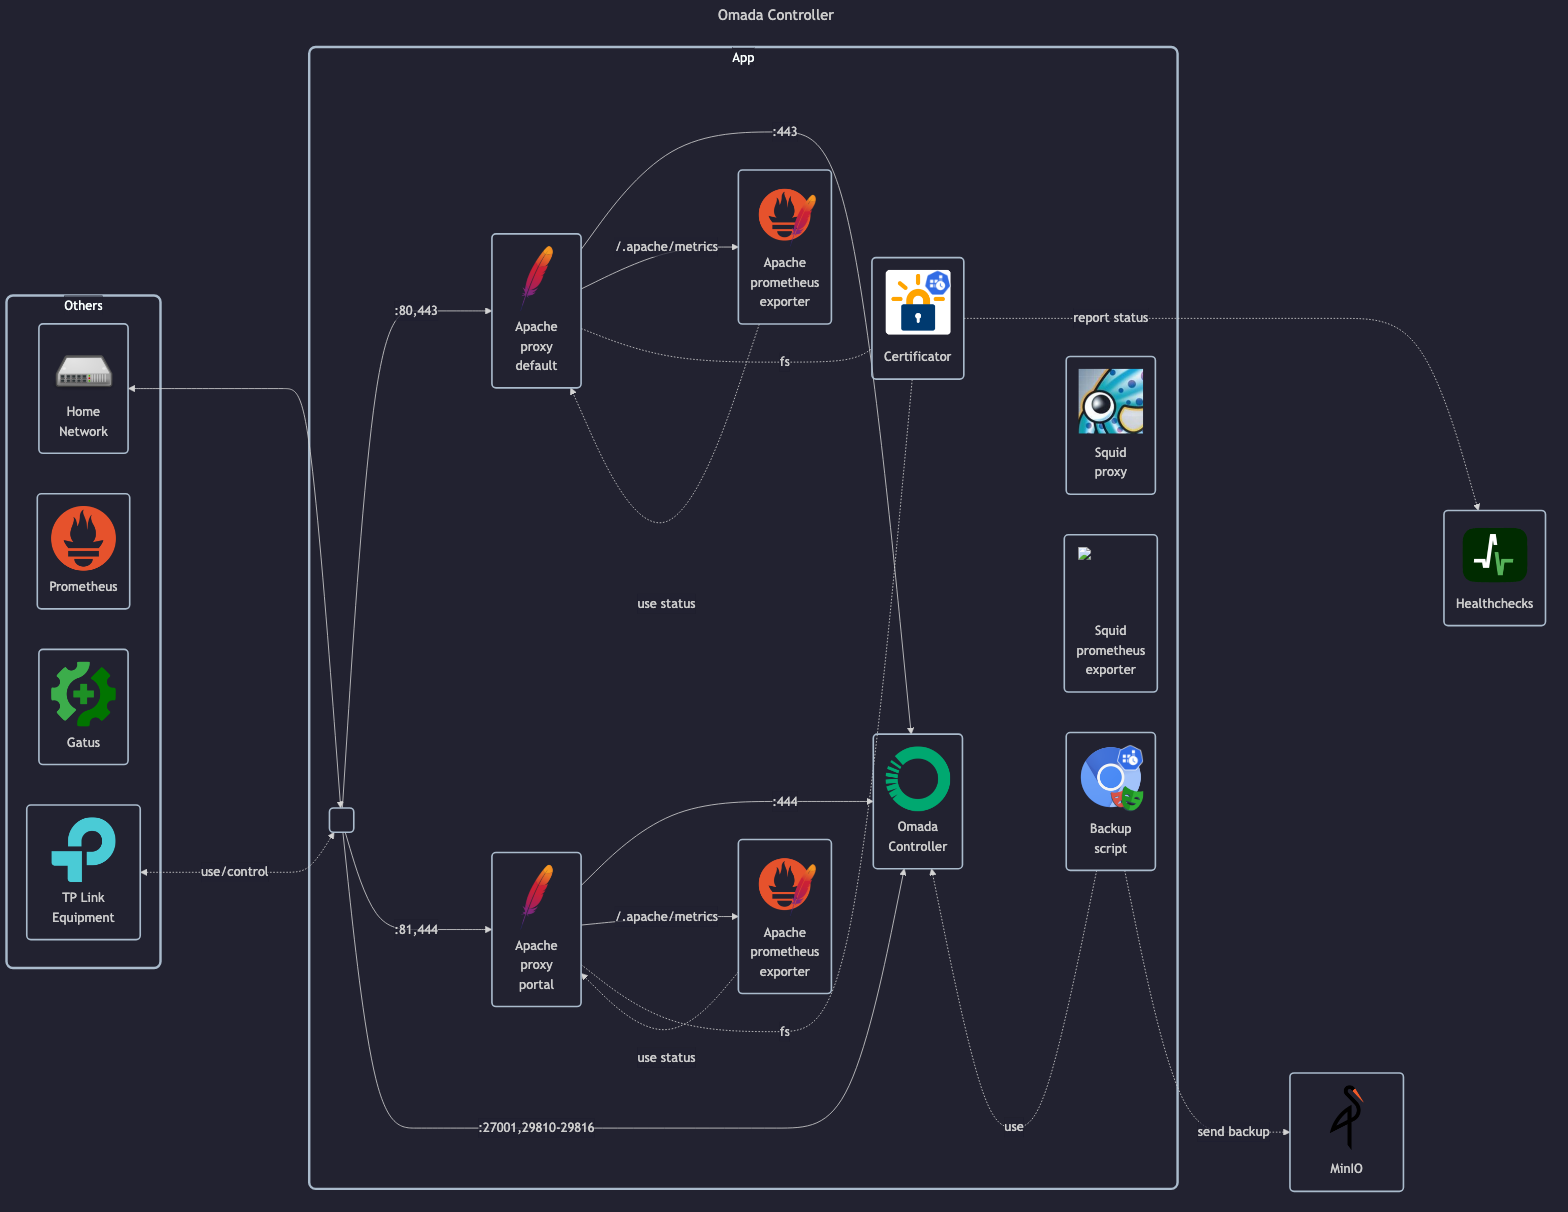 Omada Controller
App
:443
/.apache/metrics
Apache
prometheus
exporter
Apache
proxy
default
:80,443
fs
Certificator
report status
Others
Home
Network
Prometheus
Gatus
TP Link
Equipment
use/control
Squid
proxy
Squid
prometheus
exporter
Healthchecks
use status
:444
Omada
Controller
Backup
script
/.apache/metrics
Apache
prometheus
exporter
:81,444
Apache
proxy
portal
fs
use status
:27001,29810-29816
use
send backup
MinIO